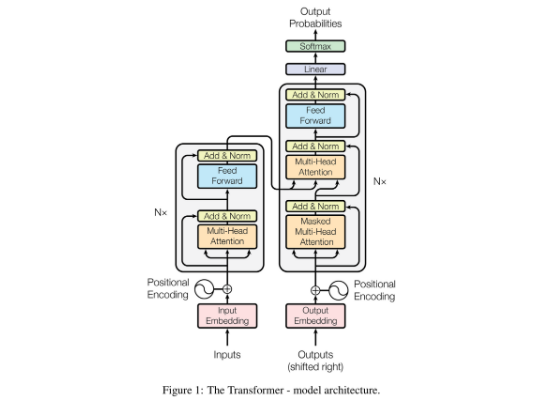 Output
Probabilities
Softmax
Linear
Add & Norm
Feed
Forward
Add & Norm
Multi-Head
Attention
Add & Norm
Masked
Multi-Head
Attention
Nx
Positional
Encoding
Output
Embedding
Outputs
(shifted right)
Add & Norm
Feed
Forward
Add & Norm
Multi-Head
Attention
Nx
Positional
Encoding
Input
Embedding
Inputs
Figure 1: The Transformer - model architecture.